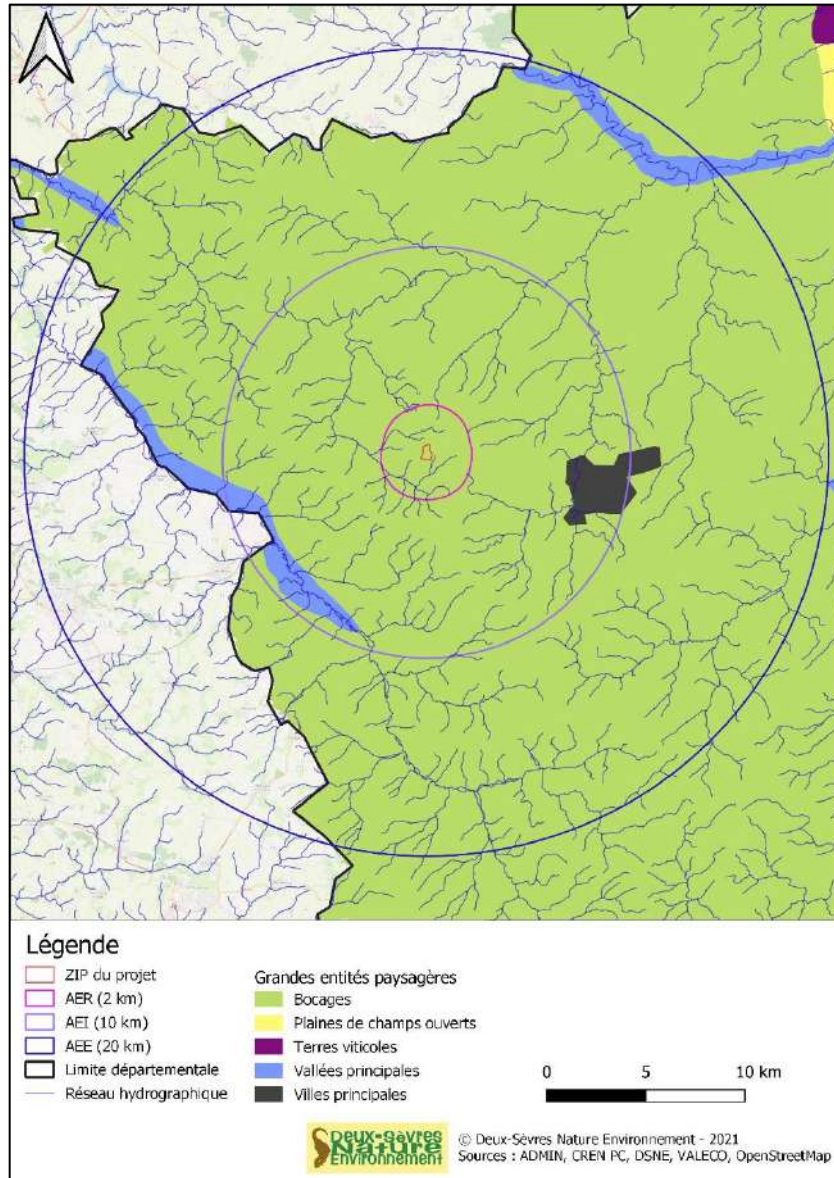 Légende
ZIP du projet
AER (2 km)
AEI (10 km)
AEE (20 km)
Limite départementale
Réseau hydrographique
Grandes entités paysagères
Bocages
Plaines de champs ouverts
Terres viticoles
Vallées principales
Villes principales
0 5 10 km
Deux-Sèvres
Nature
Environnement
© Deux-Sèvres Nature Environnement - 2021
Sources : ADMIN, CREN PC, DSNE, VALECO, OpenStreetMap